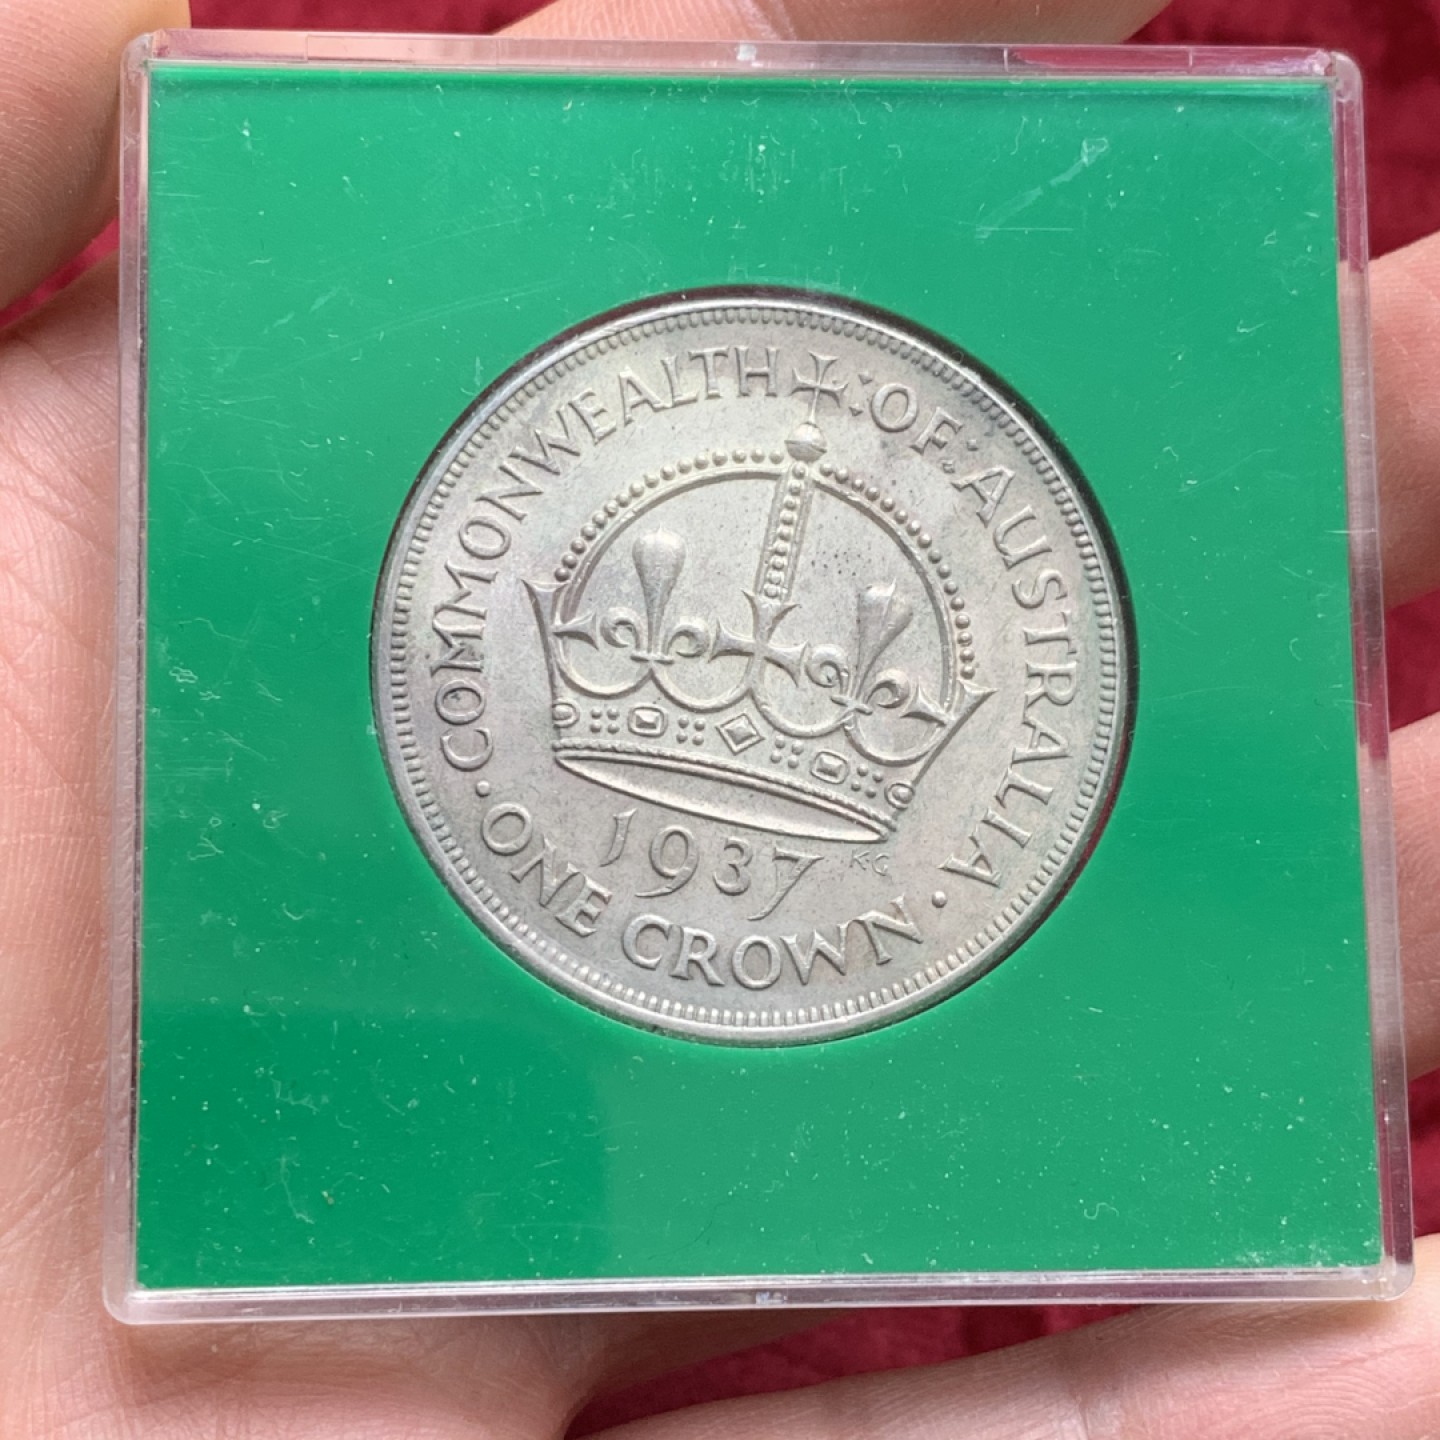 ·COMMONWEALTH : OF : AUSTRALIA·
1937 KG
ONE CROWN